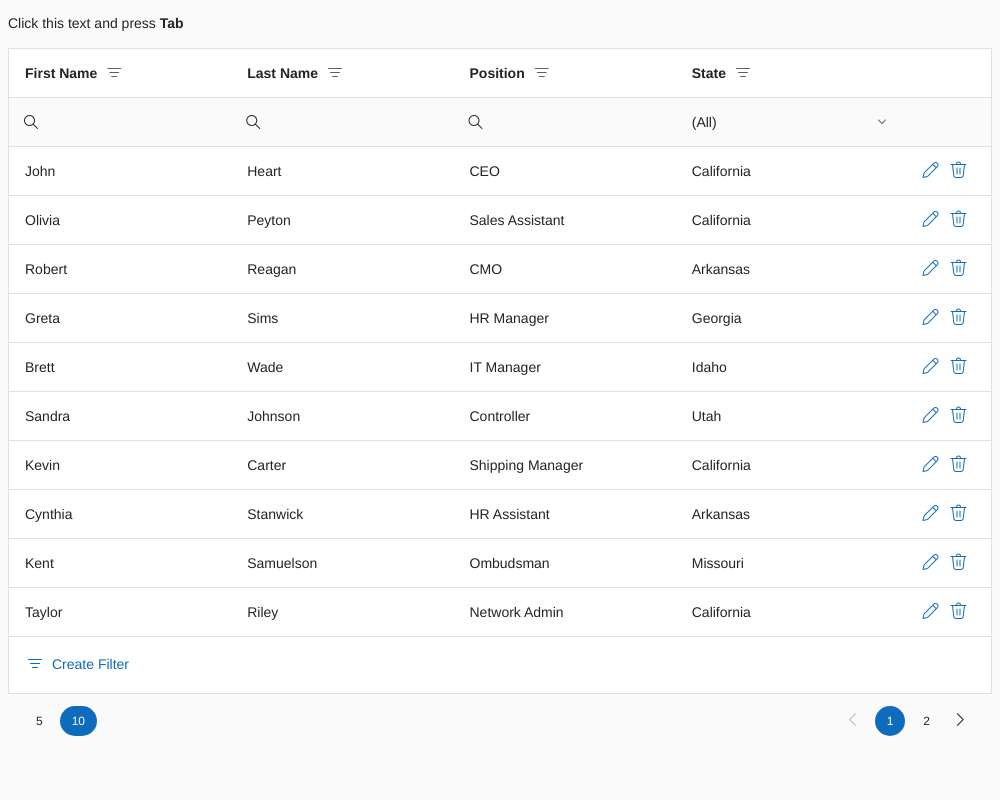 Click this text and press Tab
First Name Last Name Position State
(All)
John Heart CEO California
Olivia Peyton Sales Assistant California
Robert Reagan CMO Arkansas
Greta Sims HR Manager Georgia
Brett Wade IT Manager Idaho
Sandra Johnson Controller Utah
Kevin Carter Shipping Manager California
Cynthia Stanwick HR Assistant Arkansas
Kent Samuelson Ombudsman Missouri
Taylor Riley Network Admin California
Create Filter
5 10 1 2